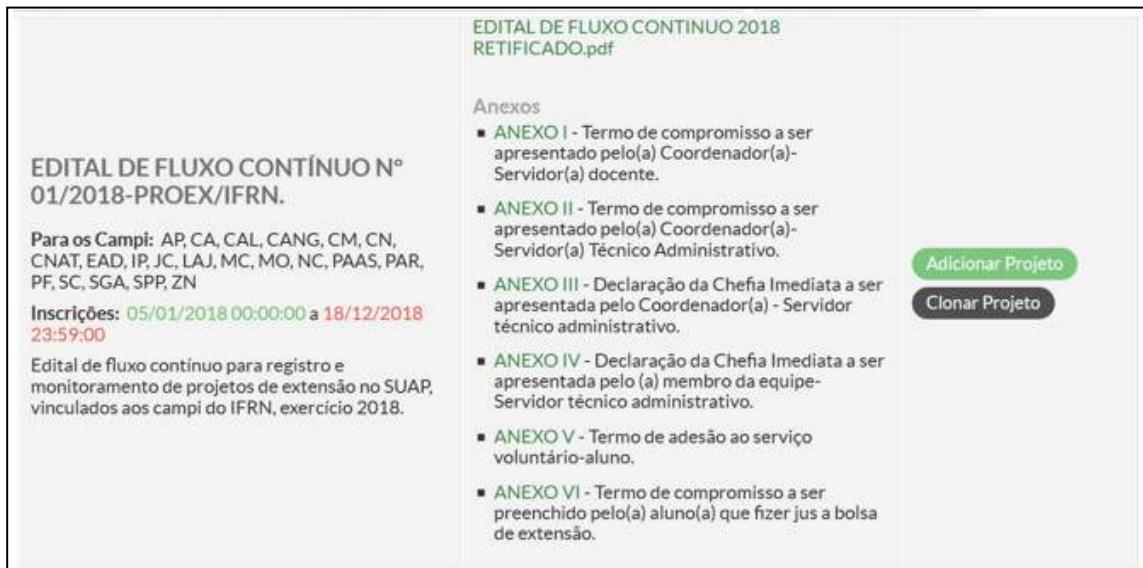 EDITAL DE FLUXO CONTÍNUO Nº
01/2018-PROEX/IFRN.
Para os Campi: AP, CA, CAL, CANG, CM, CN,
CNAT, EAD, IP, JC, LAJ, MC, MO, NC, PAAS, PAR,
PF, SC, SGA, SPP, ZN
Inscrições: 05/01/2018 00:00:00 a 18/12/2018
23:59:00
Edital de fluxo contínuo para registro e
monitoramento de projetos de extensão no SUAP,
vinculados aos campi do IFRN, exercício 2018.
EDITAL DE FLUXO CONTINUO 2018
RETIFICADO.pdf
Anexos
▪ ANEXO I - Termo de compromisso a ser
apresentado pelo(a) Coordenador(a)-
Servidor(a) docente.
▪ ANEXO II - Termo de compromisso a ser
apresentado pelo(a) Coordenador(a)-
Servidor(a) Técnico Administrativo.
▪ ANEXO III - Declaração da Chefia Imediata a ser
apresentada pelo Coordenador(a) - Servidor
técnico administrativo.
▪ ANEXO IV - Declaração da Chefia Imediata a ser
apresentada pelo (a) membro da equipe-
Servidor técnico administrativo.
▪ ANEXO V - Termo de adesão ao serviço
voluntário-aluno.
▪ ANEXO VI - Termo de compromisso a ser
preenchido pelo(a) aluno(a) que fizer jus a bolsa
de extensão.
Adicionar Projeto
Clonar Projeto